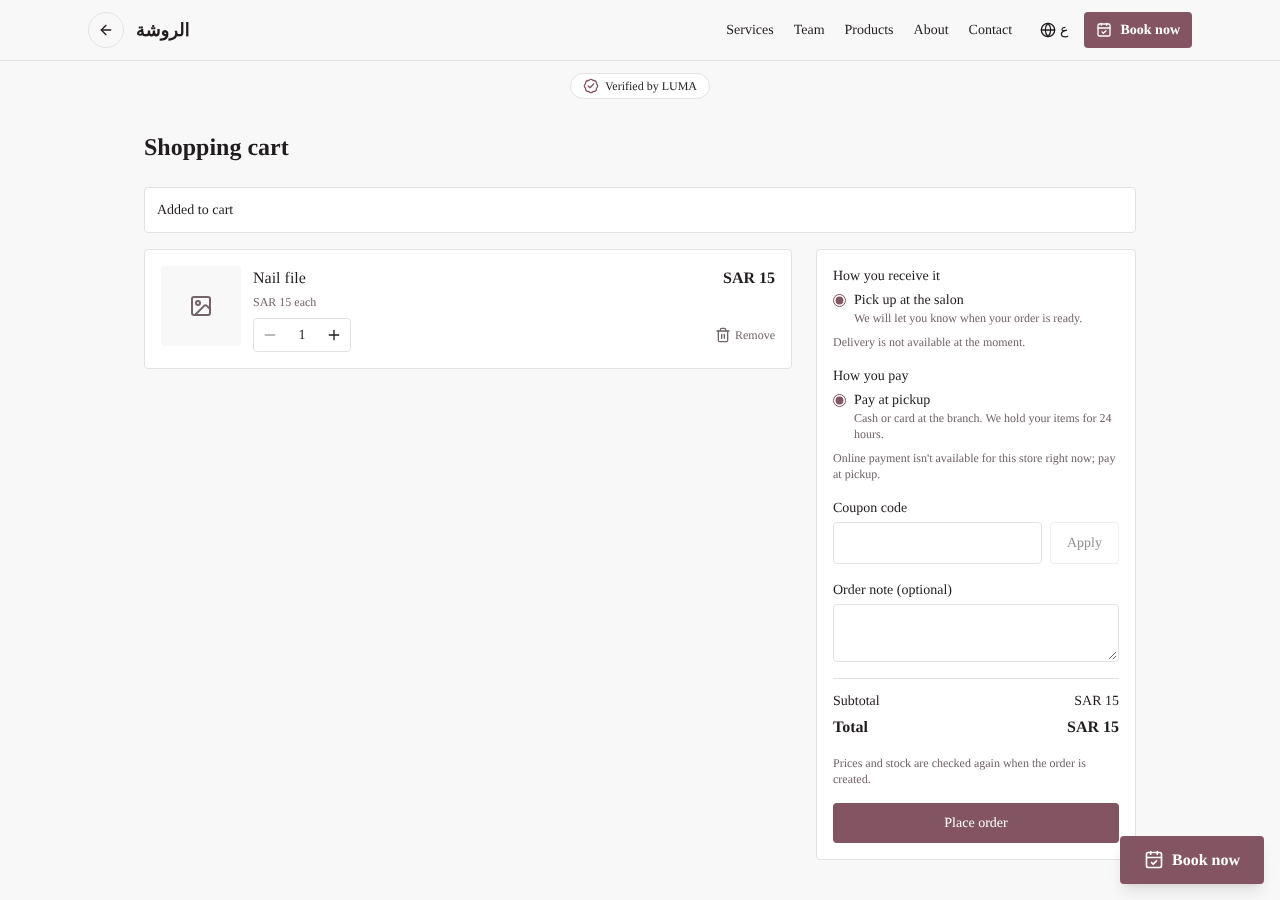 الروشة
Services
Team
Products
About
Contact
ع
Book now
Verified by LUMA
Shopping cart
Added to cart
Nail file
SAR 15
SAR 15 each
1
Remove
How you receive it
Pick up at the salon
We will let you know when your order is ready.
Delivery is not available at the moment.
How you pay
Pay at pickup
Cash or card at the branch. We hold your items for 24
hours.
Online payment isn't available for this store right now; pay
at pickup.
Coupon code
Apply
Order note (optional)
Subtotal SAR 15
Total SAR 15
Prices and stock are checked again when the order is
created.
Place order
Book now